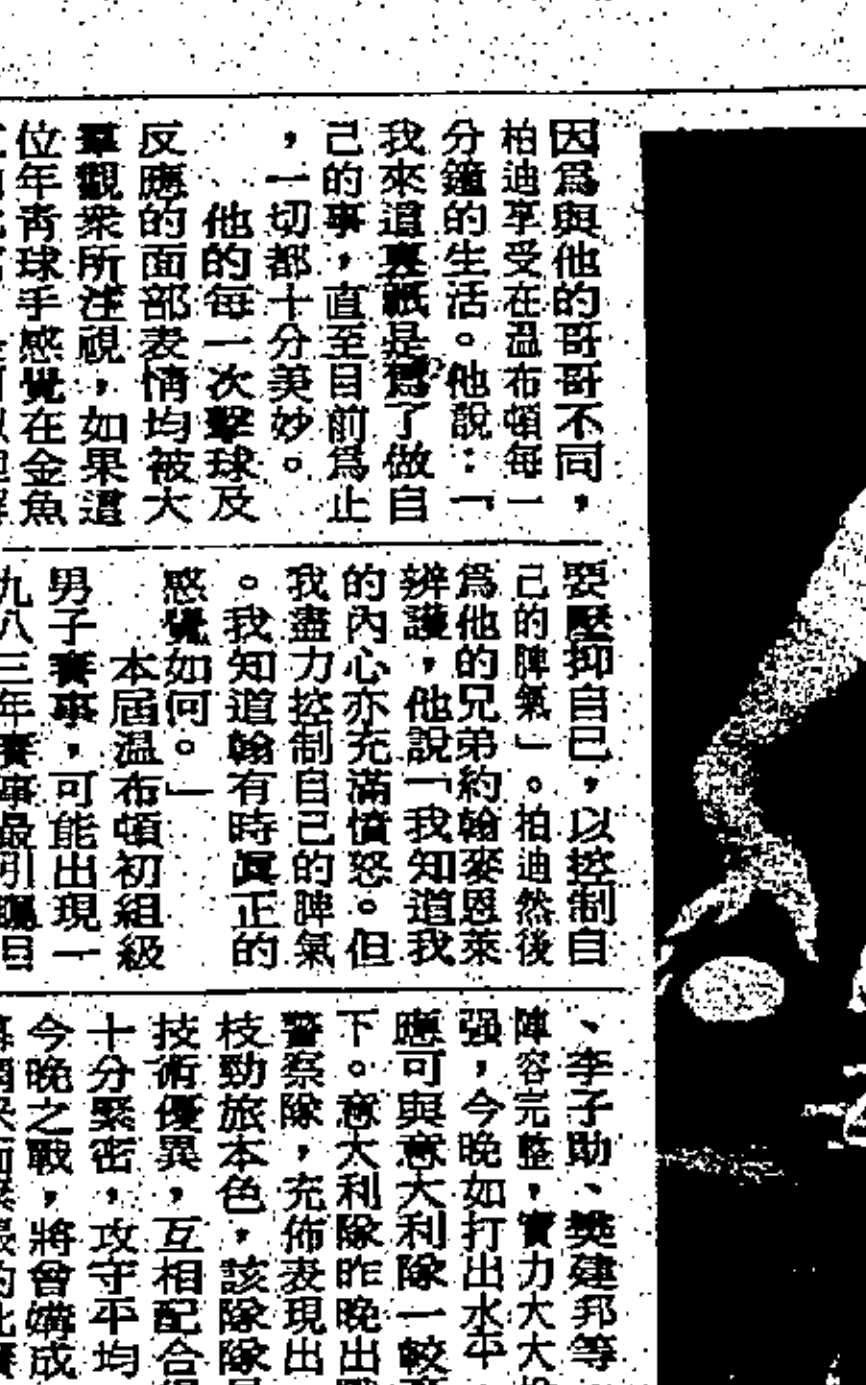 因爲與他的哥哥不同，
柏迪享受在温布頓每一
分鐘的生活。他說：「
我來這裏祇是爲了做自
己的事，直至目前爲止
，一切都十分美妙。
他的每一次擊球及
反應的面部表情均被大
羣觀衆所注視，如果這
位年青球手感覺在金魚
要壓抑自己，以控制自
己的脾氣」。柏迪然後
爲他的兄弟約翰麥恩萊
辨護，他說「我知道我
的內心亦充滿憤怒。但
我盡力控制自己的脾氣
。我知道翰有時眞正的
感覺如何。」
本屆温布頓初組級
男子賽事，可能出現一
九八三年賽事最引矚目
、李子助、樊建邦等
陣容完整，實力大大
强，今晚如打出水平，
應可與意大利隊一較
下。意大利隊昨晚出
警察隊，充佈表現出
枝勁旅本色，該隊隊
技術優異，互相配合
十分緊密，攻守平均
今晚之戰，將會媾成